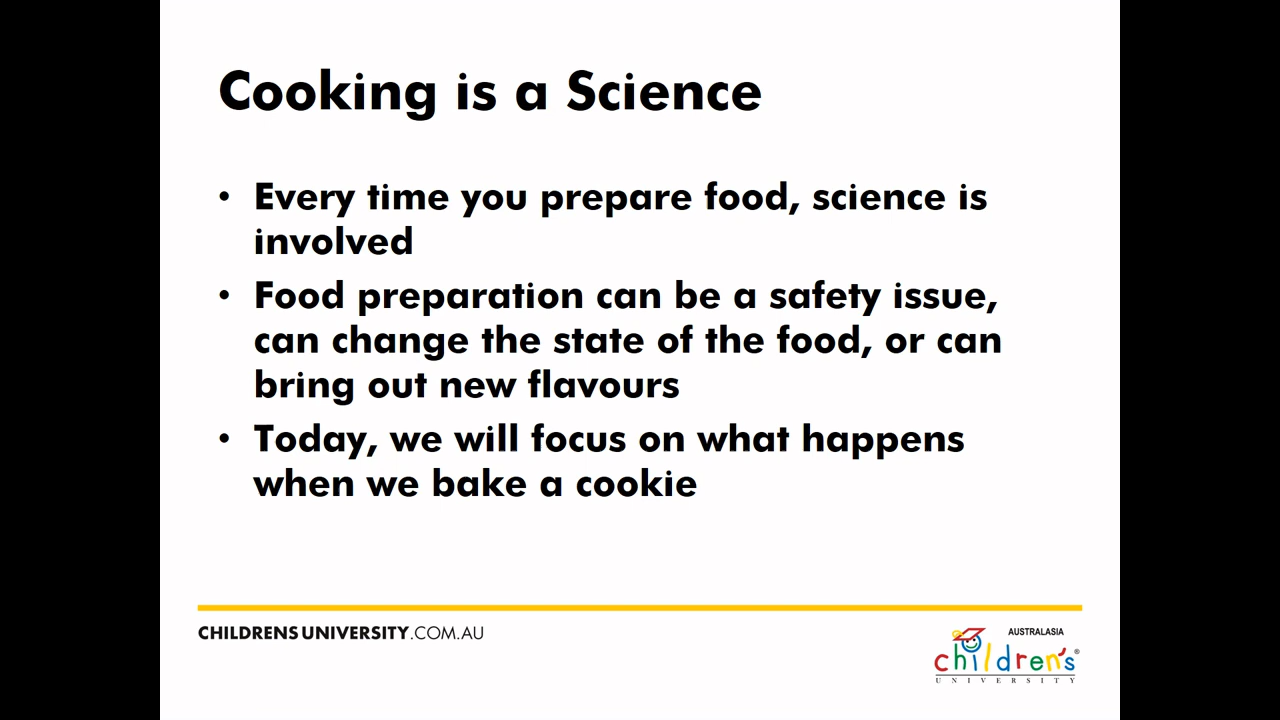 Cooking is a Science
• Every time you prepare food, science is
involved
• Food preparation can be a safety issue,
can change the state of the food, or can
bring out new flavours
• Today, we will focus on what happens
when we bake a cookie
CHILDRENS UNIVERSITY.COM.AU
AUSTRALASIA
children's®
UNIVERSITY